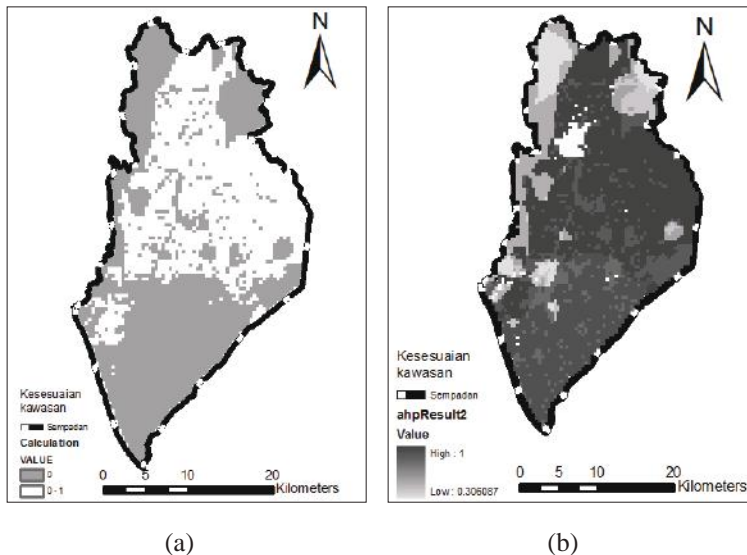 N
Kesesuaian
kawasan
Sempadan
Calculation
VALUE
0
0 - 1
0 5 10 20
Kilometers
(a)
N
Kesesuaian
kawasan
Sempadan
ahpResult2
Value
High : 1
Low : 0.306087
0 5 10 20
Kilometers
(b)